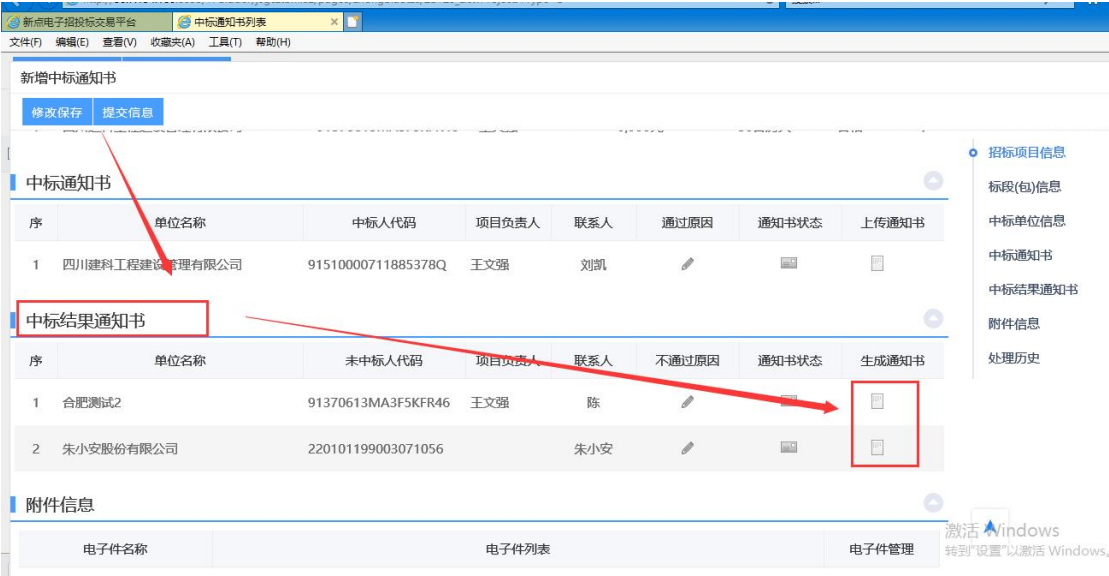 新点电子招投标交易平台 中标通知书列表
文件(F) 编辑(E) 查看(V) 收藏夹(A) 工具(T) 帮助(H)
新增中标通知书
修改保存 提交信息
招标项目信息
标段(包)信息
中标单位信息
中标通知书
中标结果通知书
附件信息
处理历史
中标通知书
序 单位名称 中标人代码 项目负责人 联系人 通过原因 通知书状态 上传通知书
1 四川建科工程建设管理有限公司 91510000711885378Q 王文强 刘凯
中标结果通知书
序 单位名称 未中标人代码 项目负责人 联系人 不通过原因 通知书状态 生成通知书
1 合肥测试2 91370613MA3F5KFR46 王文强 陈
2 朱小安股份有限公司 220101199003071056 朱小安
附件信息
电子件名称 电子件列表 电子件管理
激活 Windows
转到"设置"以激活 Windows。